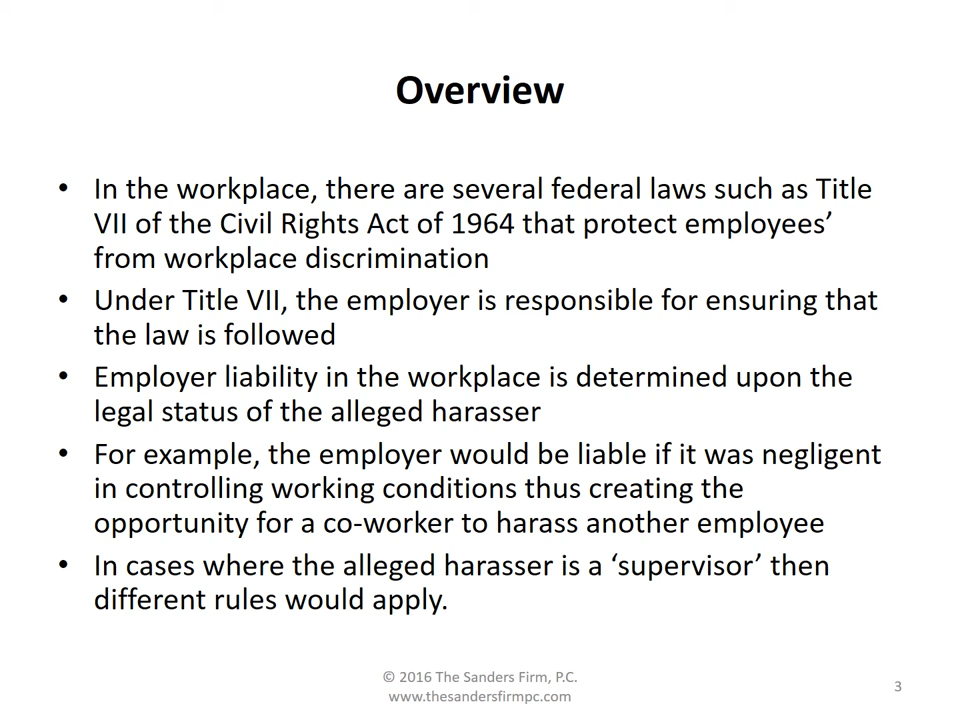 Overview
• In the workplace, there are several federal laws such as Title
VII of the Civil Rights Act of 1964 that protect employees’
from workplace discrimination
• Under Title VII, the employer is responsible for ensuring that
the law is followed
• Employer liability in the workplace is determined upon the
legal status of the alleged harasser
• For example, the employer would be liable if it was negligent
in controlling working conditions thus creating the
opportunity for a co-worker to harass another employee
• In cases where the alleged harasser is a ‘supervisor’ then
different rules would apply.
© 2016 The Sanders Firm, P.C.
www.thesandersfirmpc.com
3